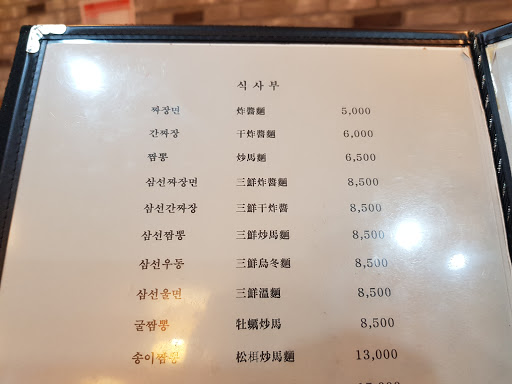 식사부
짜장면 炸醬麵 5,000
간짜장 干炸醬麵 6,000
짬뽕 炒馬麵 6,500
삼선짜장면 三鮮炸醬麵 8,500
삼선간짜장 三鮮干炸醬 8,500
삼선짬뽕 三鮮炒馬麵 8,500
삼선우동 三鮮烏冬麵 8,500
삼선울면 三鮮溫麵 8,500
굴짬뽕 牡蠣炒馬 8,500
송이짬뽕 炒馬麵 13,000